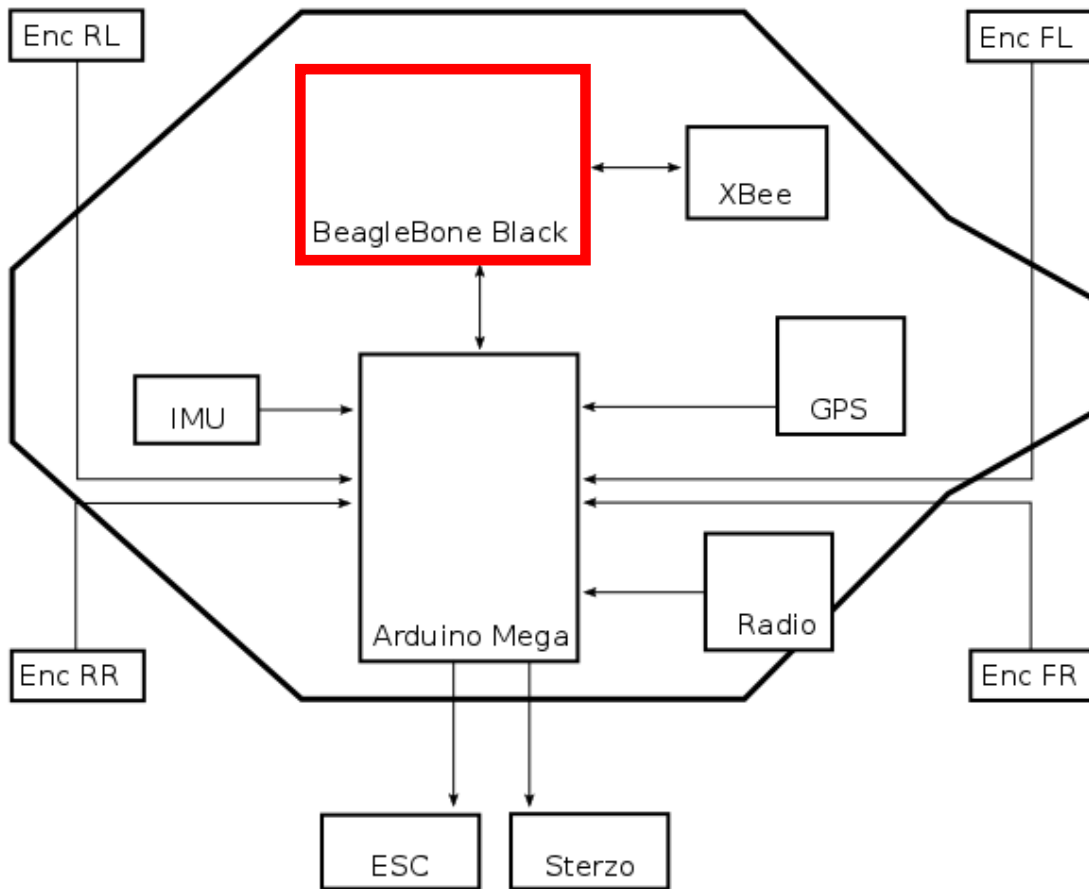 Enc RL
Enc FL
XBee
BeagleBone Black
IMU
GPS
Radio
Arduino Mega
Enc RR
Enc FR
ESC
Sterzo